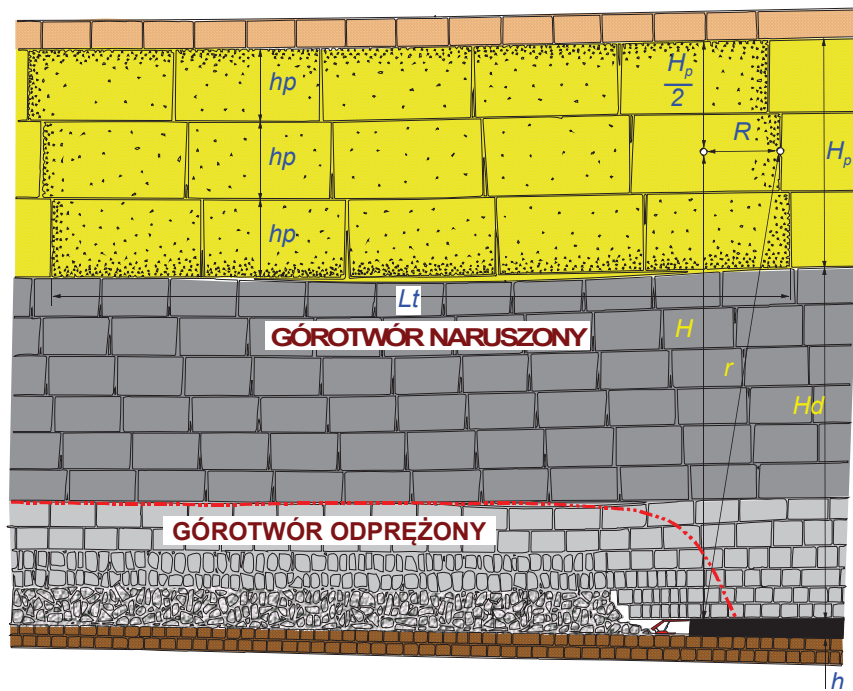 hp
H_p
2
R
hp
H_p
hp
Lt
GÓROTWÓR NARUSZONY
H
r
Hd
GÓROTWÓR ODPRĘŻONY
h